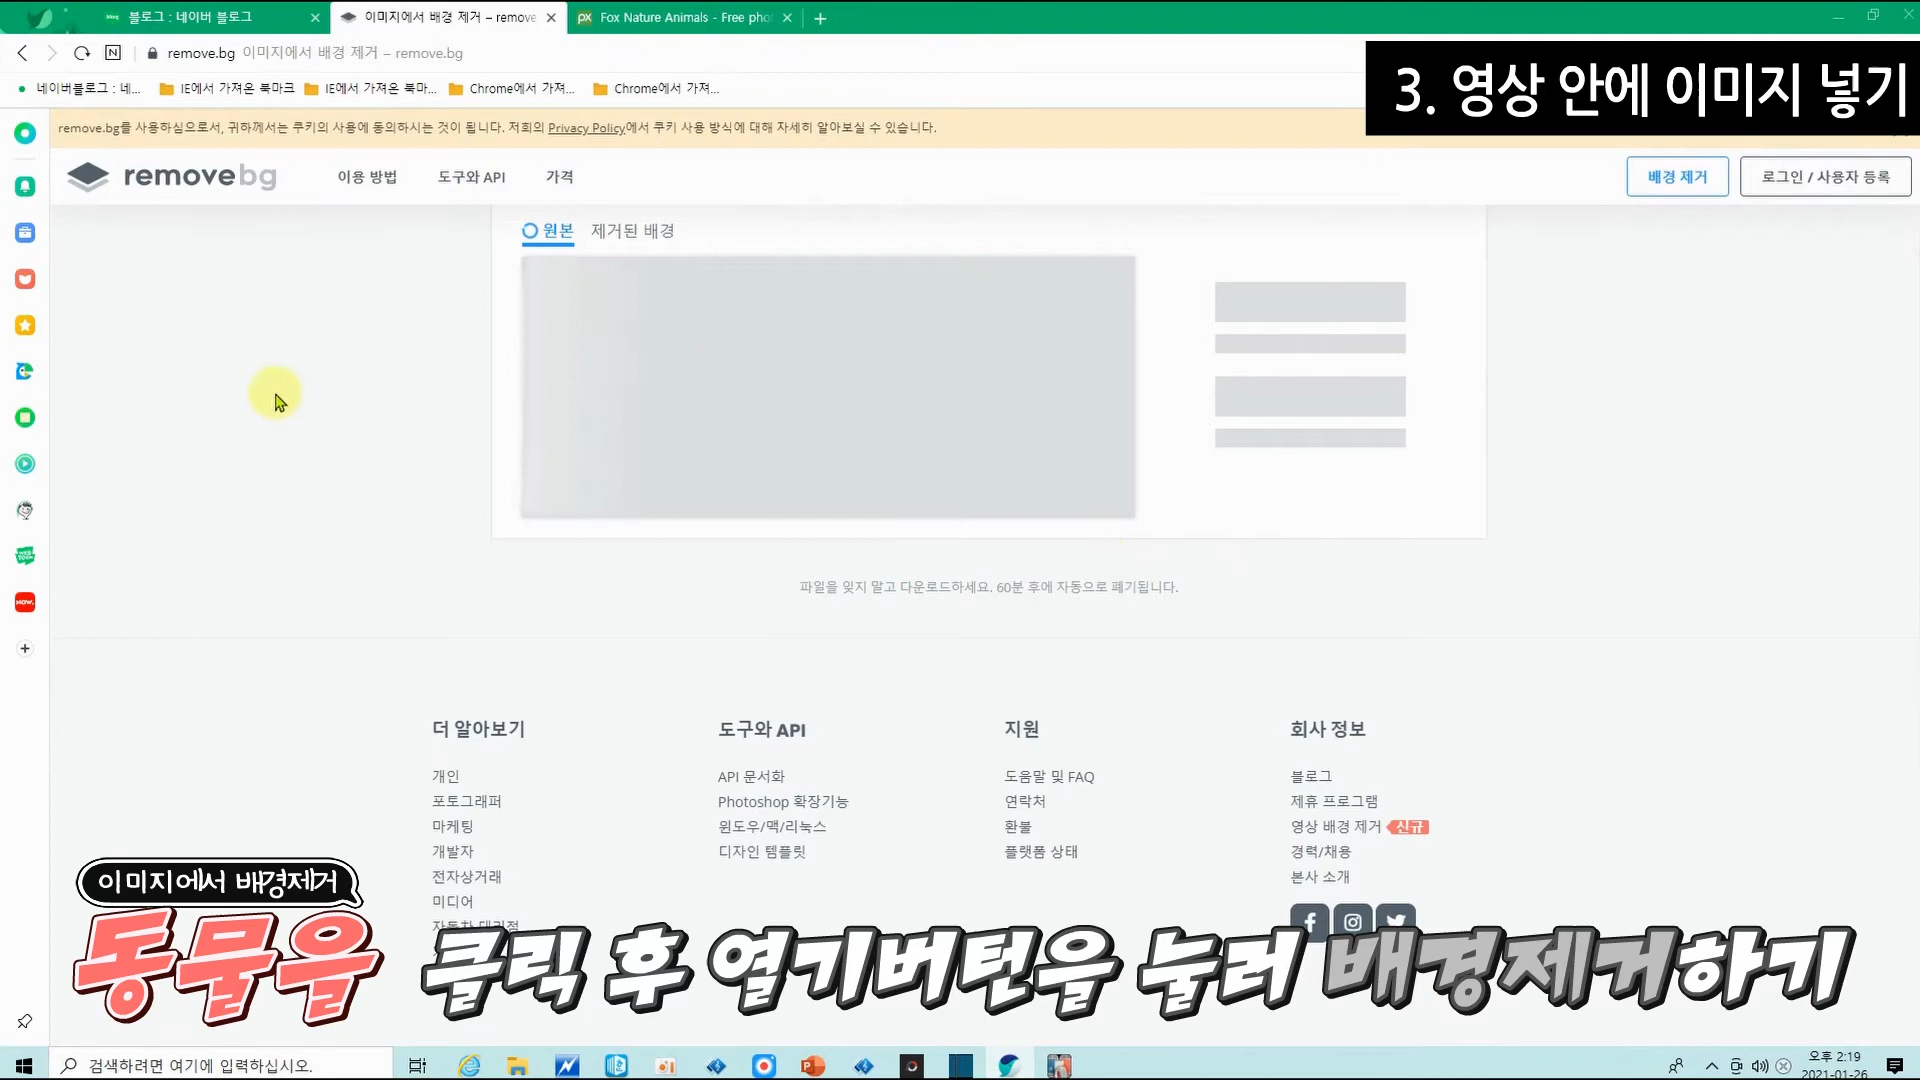 블로그 : 네이버 블로그
이미지에서 배경 제거 – remove
Fox Nature Animals - Free pho
remove.bg 이미지에서 배경 제거 – remove.bg
3. 영상 안에 이미지 넣기
네이버블로그 : 네...
IE에서 가져온 북마크
IE에서 가져온 북마...
Chrome에서 가져...
Chrome에서 가져...
remove.bg를 사용하심으로서, 귀하께서는 쿠키의 사용에 동의하시는 것이 됩니다. 저희의 Privacy Policy에서 쿠키 사용 방식에 대해 자세히 알아보실 수 있습니다.
removebg
이용 방법
도구와 API
가격
배경 제거
로그인 / 사용자 등록
원본
제거된 배경
파일을 잊지 말고 다운로드하세요. 60분 후에 자동으로 폐기됩니다.
더 알아보기
개인
포토그래퍼
마케팅
개발자
전자상거래
미디어
자동차 대리점
도구와 API
API 문서화
Photoshop 확장기능
윈도우/맥/리눅스
디자인 템플릿
지원
도움말 및 FAQ
연락처
환불
플랫폼 상태
회사 정보
블로그
제휴 프로그램
영상 배경 제거 신규
경력/채용
본사 소개
이미지에서 배경제거
동물을 클릭 후 열기버턴을 눌러 배경제거하기
검색하려면 여기에 입력하십시오.
오후 2:19
2021-01-26